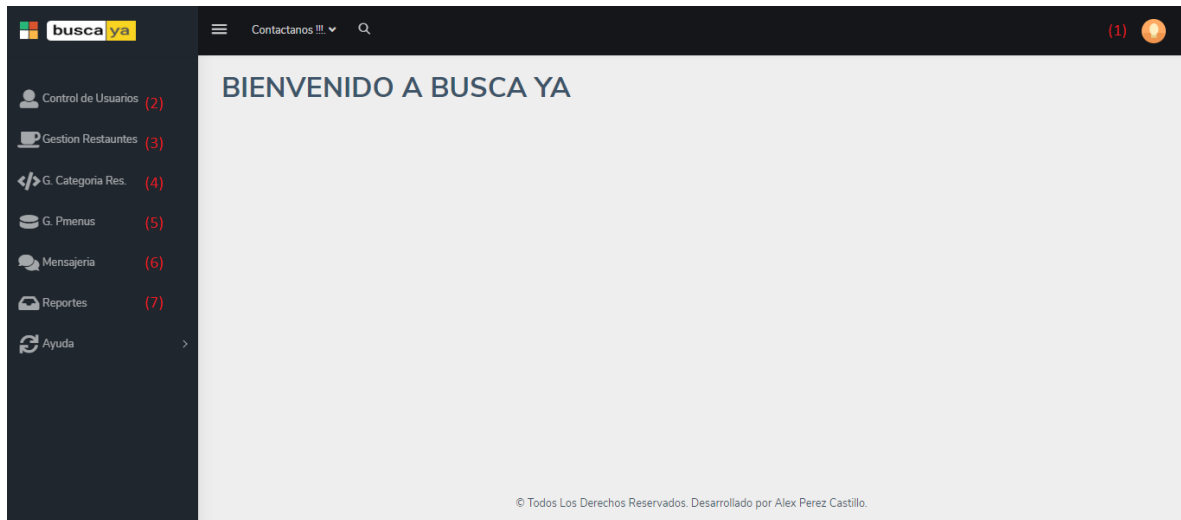 busca ya
Contactanos !!!.
(1)
Control de Usuarios (2)
Gestion Restauntes (3)
G. Categoria Res. (4)
G. Pmenus (5)
Mensajeria (6)
Reportes (7)
Ayuda
BIENVENIDO A BUSCA YA
© Todos Los Derechos Reservados. Desarrollado por Alex Perez Castillo.